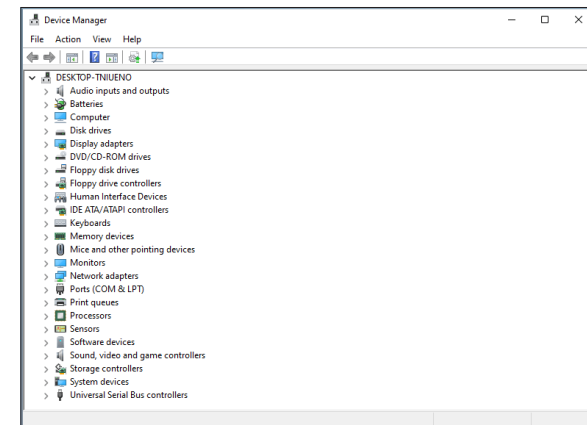 Device Manager
File Action View Help
DESKTOP-TNIUENO
Audio inputs and outputs
Batteries
Computer
Disk drives
Display adapters
DVD/CD-ROM drives
Floppy disk drives
Floppy drive controllers
Human Interface Devices
IDE ATA/ATAPI controllers
Keyboards
Memory devices
Mice and other pointing devices
Monitors
Network adapters
Ports (COM & LPT)
Print queues
Processors
Sensors
Software devices
Sound, video and game controllers
Storage controllers
System devices
Universal Serial Bus controllers